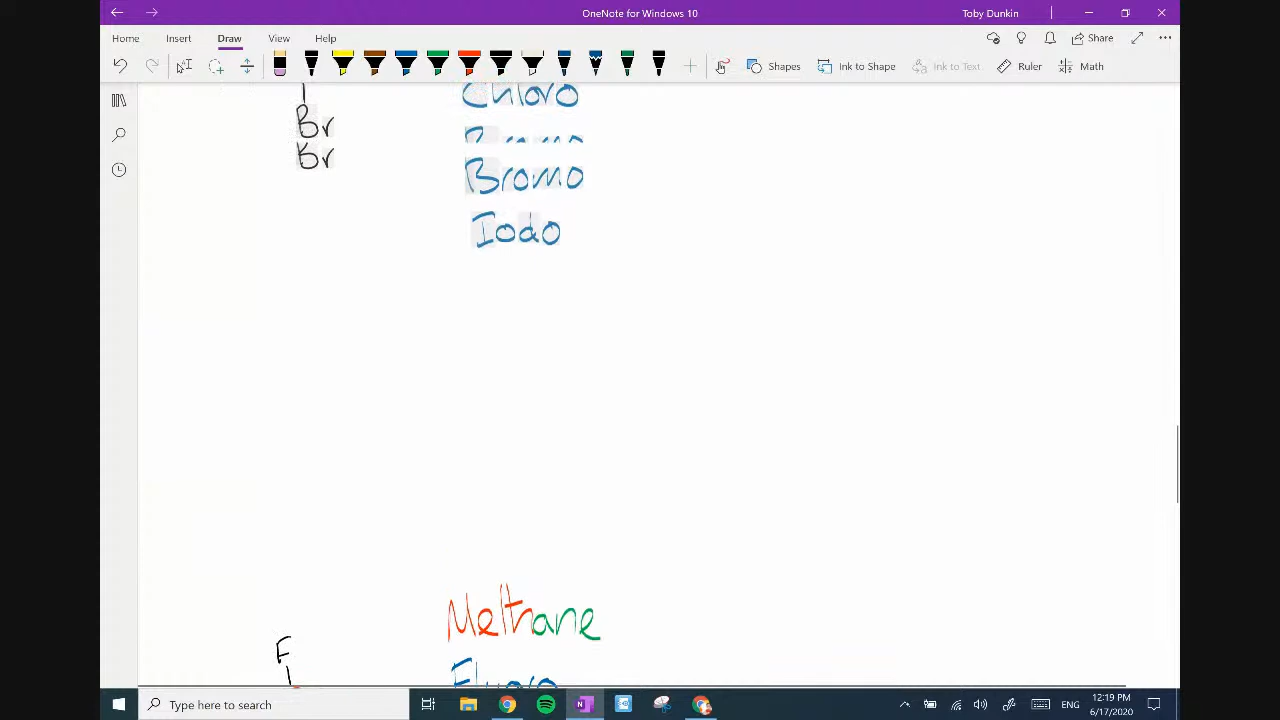 OneNote for Windows 10
Toby Dunkin
Home Insert Draw View Help
Share
Shapes
Ink to Shape
Ink to Text
Ruler
Math
Chloro
Br
Br
Bromo
Iodo
Methane
F
Fluoro
Type here to search
ENG
12:19 PM
6/17/2020